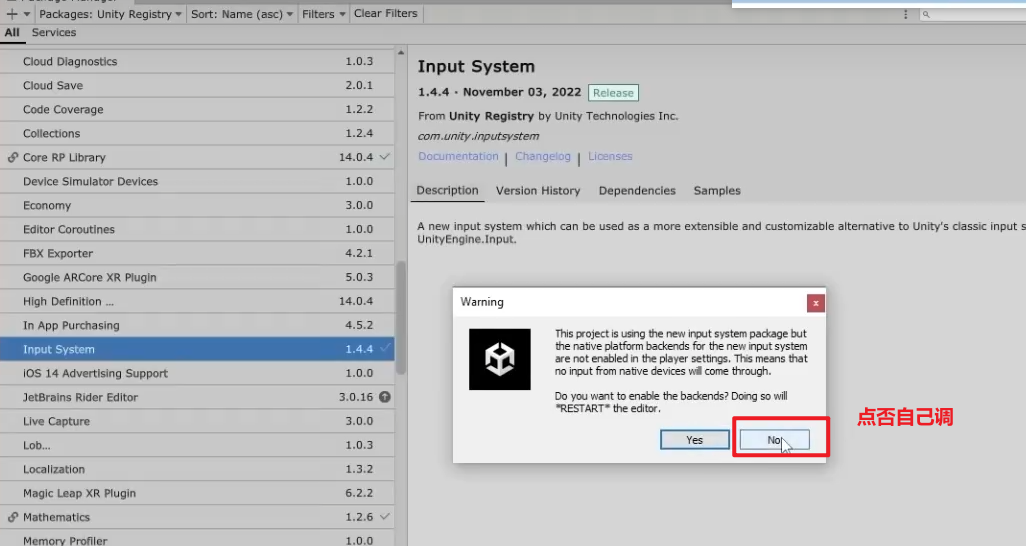 Packages: Unity Registry Sort: Name (asc) Filters Clear Filters
All Services
Cloud Diagnostics 1.0.3
Cloud Save 2.0.1
Code Coverage 1.2.2
Collections 1.2.4
Core RP Library 14.0.4
Device Simulator Devices 1.0.0
Economy 3.0.0
Editor Coroutines 1.0.0
FBX Exporter 4.2.1
Google ARCore XR Plugin 5.0.3
High Definition ... 14.0.4
In App Purchasing 4.5.2
Input System 1.4.4
iOS 14 Advertising Support 1.0.0
JetBrains Rider Editor 3.0.16
Live Capture 3.0.0
Lob... 1.0.3
Localization 1.3.2
Magic Leap XR Plugin 6.2.2
Mathematics 1.2.6
Memory Profiler 1.0.0
Input System
1.4.4 · November 03, 2022 Release
From Unity Registry by Unity Technologies Inc.
com.unity.inputsystem
Documentation | Changelog | Licenses
Description Version History Dependencies Samples
A new input system which can be used as a more extensible and customizable alternative to Unity's classic input s
UnityEngine.Input.
Warning
This project is using the new input system package but
the native platform backends for the new input system
are not enabled in the player settings. This means that
no input from native devices will come through.
Do you want to enable the backends? Doing so will
*RESTART* the editor.
Yes No
点否自己调